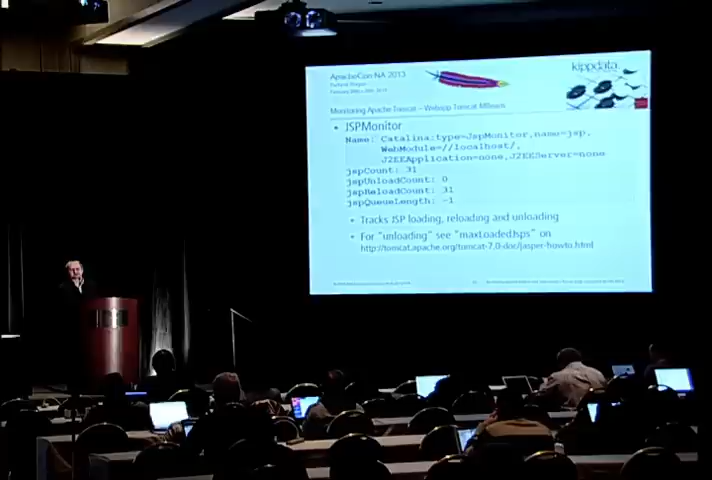 ApacheCon NA 2013
kippdata
Monitoring Apache Tomcat – Webapp Tomcat MBeans
• JSPMonitor
Name: Catalina:type=JspMonitor,name=jsp,
WebModule=//localhost/,
J2EEApplication=none,J2EEServer=none
jspCount: 31
jspUnloadCount: 0
jspReloadCount: 31
jspQueueLength: -1
• Tracks JSP loading, reloading and unloading
• For "unloading" see "maxLoadedJsps" on
http://tomcat.apache.org/tomcat-7.0-doc/jasper-howto.html